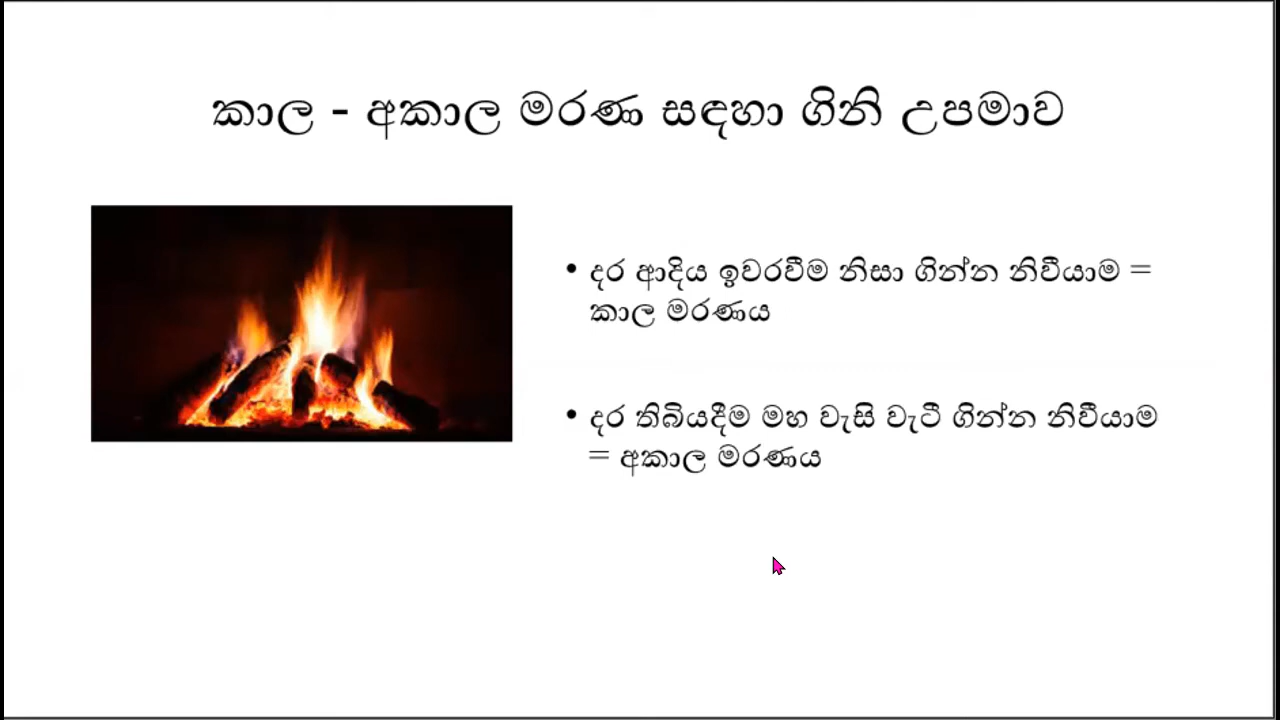 කාල - අකාල මරණ සඳහා ගිනි උපමාව
• දර ආදිය ඉවරවීම නිසා ගින්න නිවීයාම =
කාල මරණය
• දර තිබියදීම මහ වැසි වැටී ගින්න නිවීයාම
= අකාල මරණය